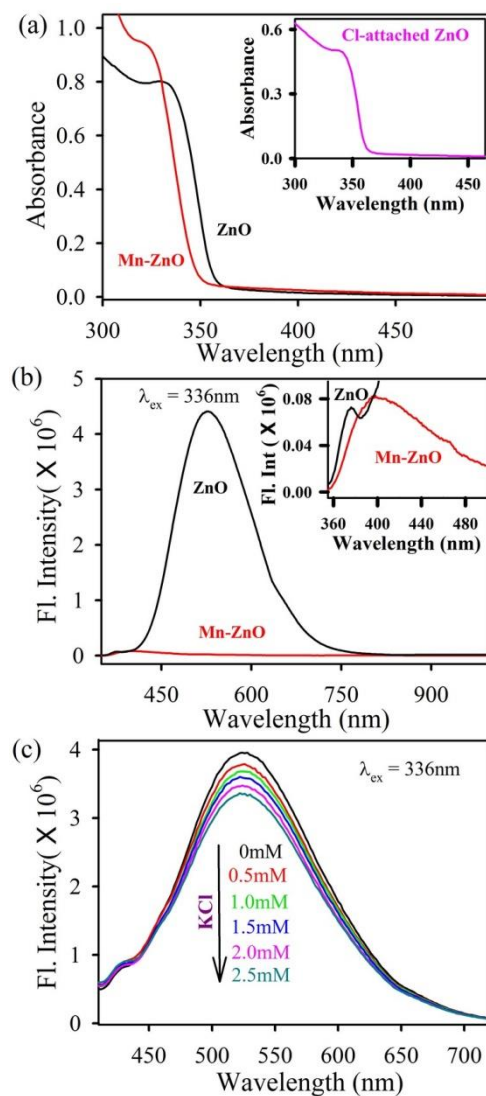 (a)
Absorbance
1.0
0.8
0.6
0.4
0.2
0.0
ZnO
Mn-ZnO
300
400
Wavelength (nm)
Cl-attached ZnO
Absorbance
0.6
0.3
0.0
300 350 400 450
Wavelength (nm)
(b)
Fl. Intensity( X 10⁶)
5
4
3
2
1
0
λex = 336nm
ZnO
Mn-ZnO
450 600 750 900
Wavelength (nm)
Fl. Int ( X 10⁶)
0.08
0.04
0.00
ZnO
Mn-ZnO
360 400 440
Wavelength (nm)
(c)
Fl. Intensity( X 10⁶)
4
3
2
1
0
λex = 336nm
KCl
0mM
0.5mM
1.0mM
1.5mM
2.0mM
2.5mM
450 500 550 600 650 700
Wavelength (nm)